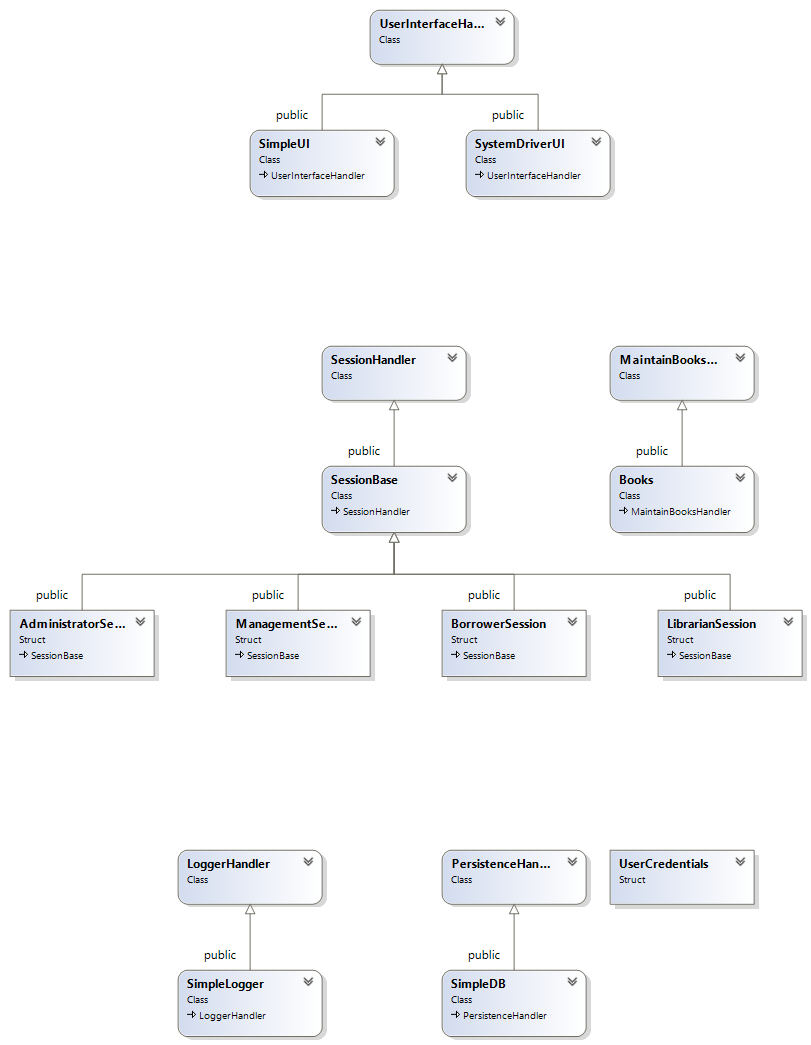 UserInterfaceHa...
Class
public
public
SimpleUI
Class
UserInterfaceHandler
SystemDriverUI
Class
UserInterfaceHandler
SessionHandler
Class
MaintainBooks...
Class
public
public
SessionBase
Class
SessionHandler
Books
Class
MaintainBooksHandler
public
public
public
public
AdministratorSe...
Struct
SessionBase
ManagementSe...
Struct
SessionBase
BorrowerSession
Struct
SessionBase
LibrarianSession
Struct
SessionBase
LoggerHandler
Class
PersistenceHan...
Class
UserCredentials
Struct
public
public
SimpleLogger
Class
LoggerHandler
SimpleDB
Class
PersistenceHandler